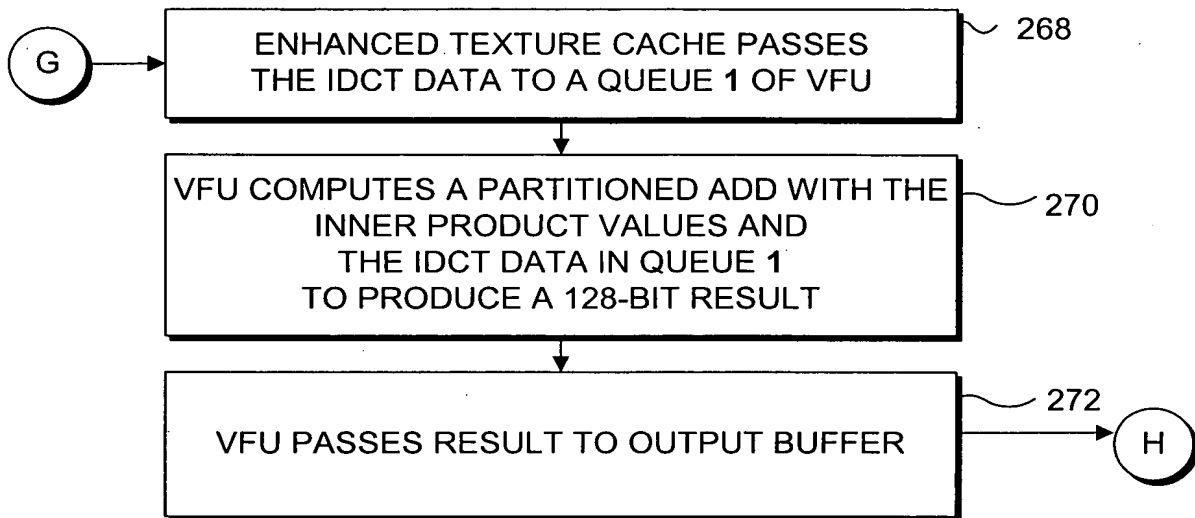 G
ENHANCED TEXTURE CACHE PASSES
THE IDCT DATA TO A QUEUE 1 OF VFU
268
VFU COMPUTES A PARTITIONED ADD WITH THE
INNER PRODUCT VALUES AND
THE IDCT DATA IN QUEUE 1
TO PRODUCE A 128-BIT RESULT
270
VFU PASSES RESULT TO OUTPUT BUFFER
272
H